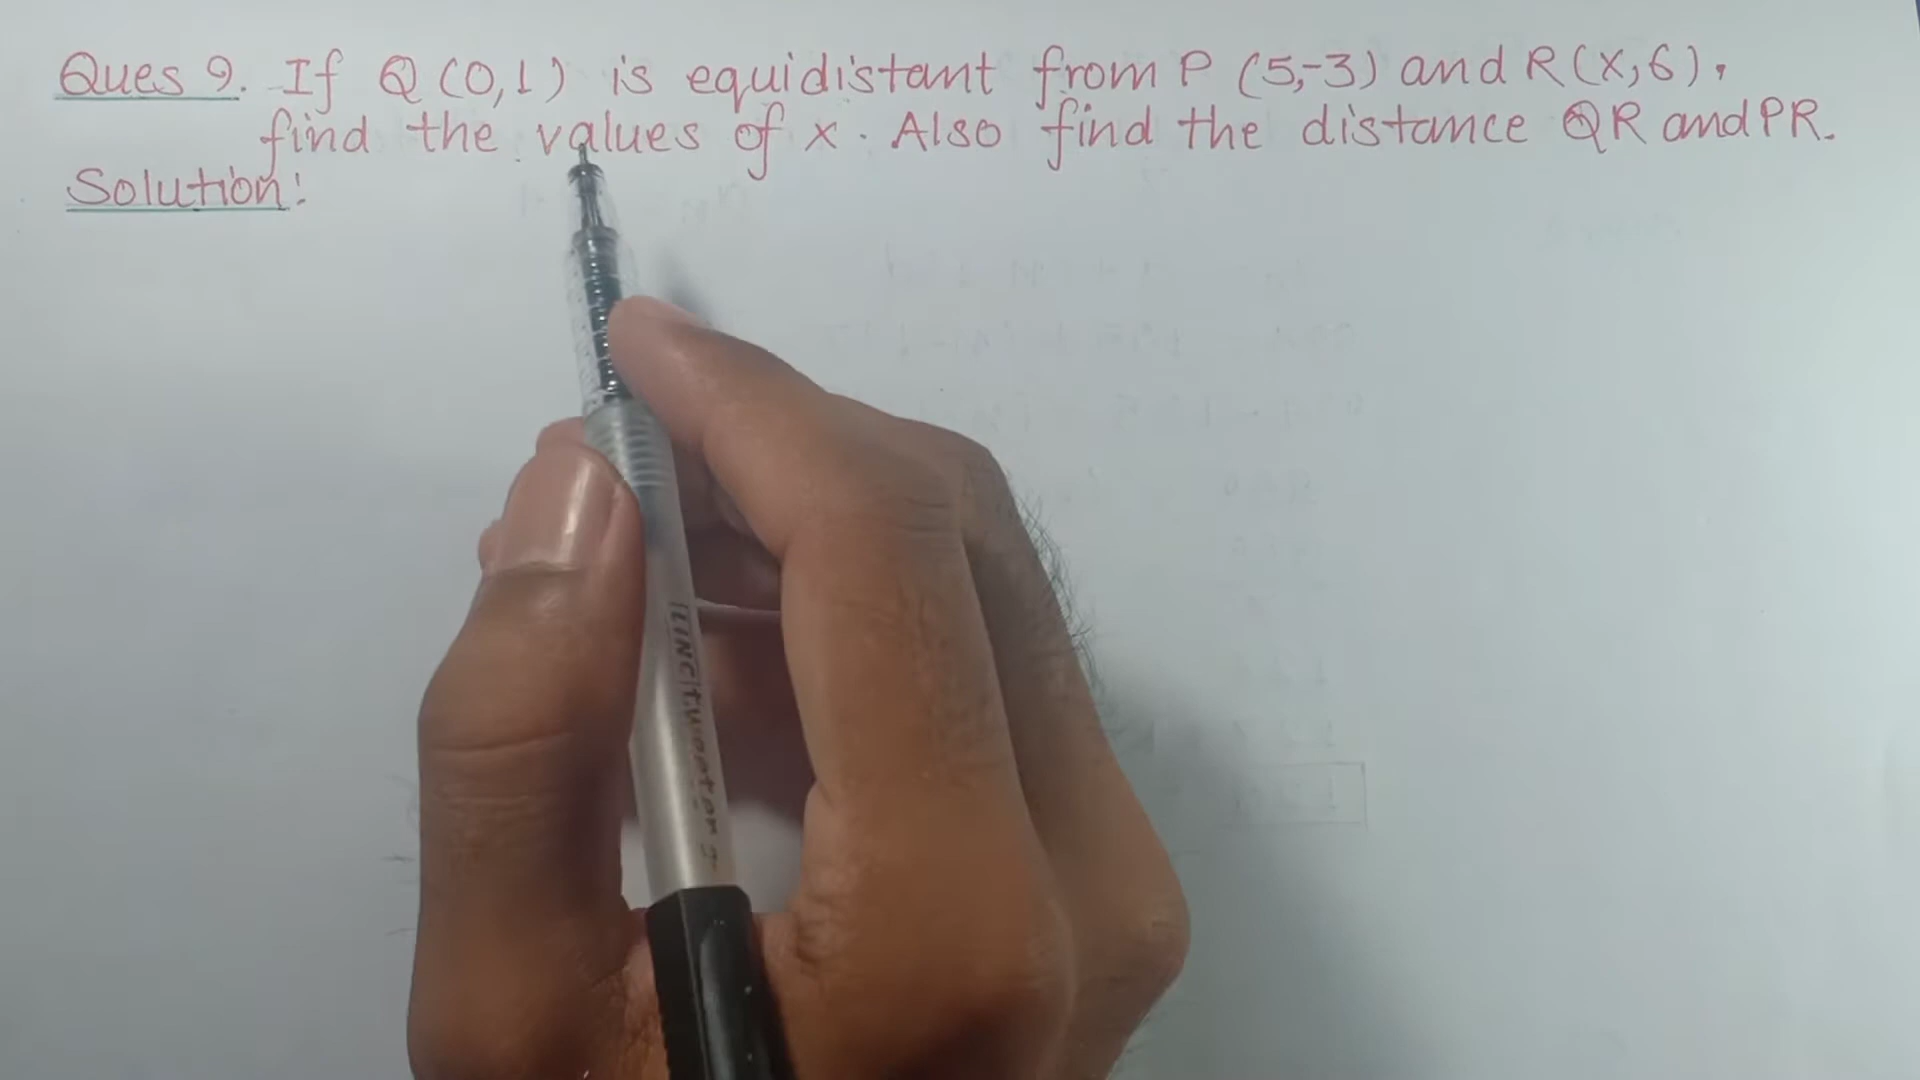 Ques 9. If Q (0,1) is equidistant from P (5,-3) and R(x,6),
find the values of x. Also find the distance QR and PR.
Solution: